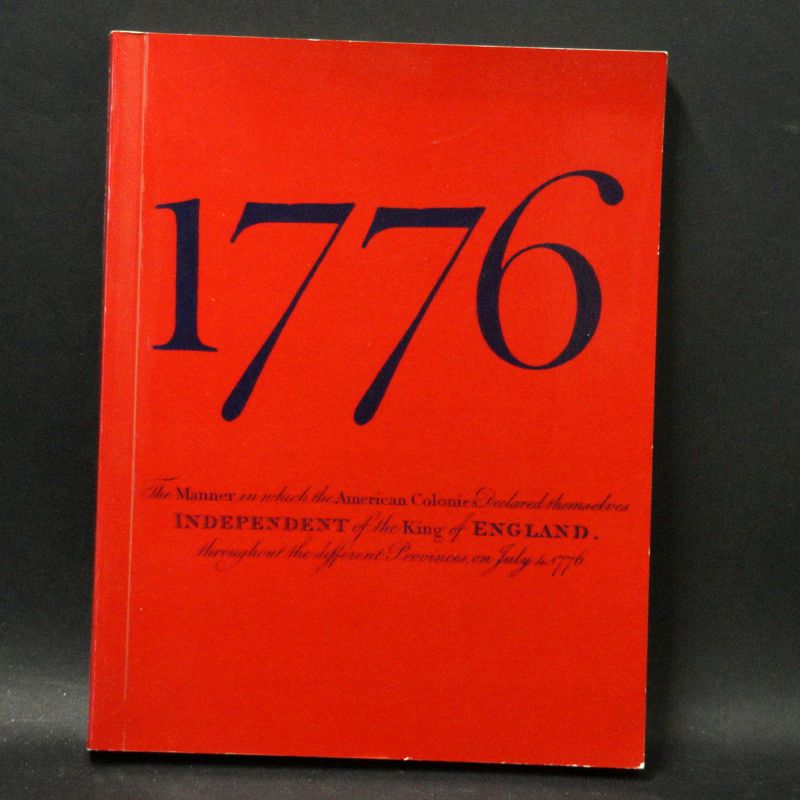 1776
The Manner in which the American Colonies Declared themselves
INDEPENDENT of the King of ENGLAND,
throughout the different Provinces, on July 4, 1776